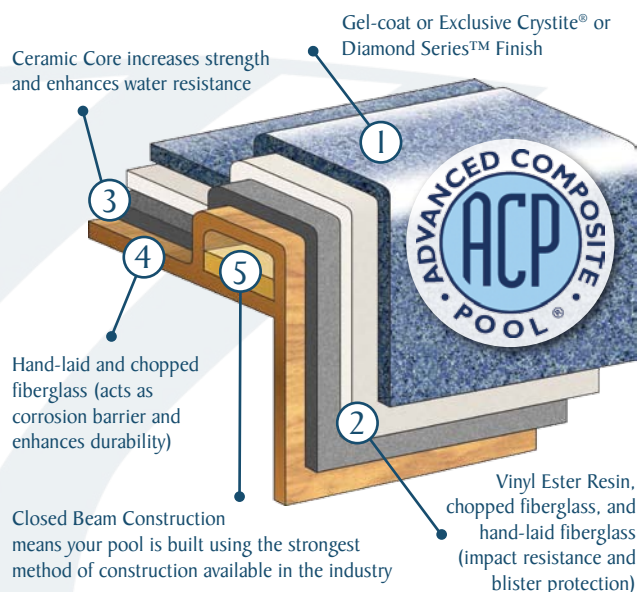 Gel-coat or Exclusive Crystite® or
Diamond Series™ Finish
Ceramic Core increases strength
and enhances water resistance
1
ADVANCED COMPOSITE
ACP
• POOL® •
3
4
5
2
Hand-laid and chopped
fiberglass (acts as
corrosion barrier and
enhances durability)
Closed Beam Construction
means your pool is built using the strongest
method of construction available in the industry
Vinyl Ester Resin,
chopped fiberglass, and
hand-laid fiberglass
(impact resistance and
blister protection)